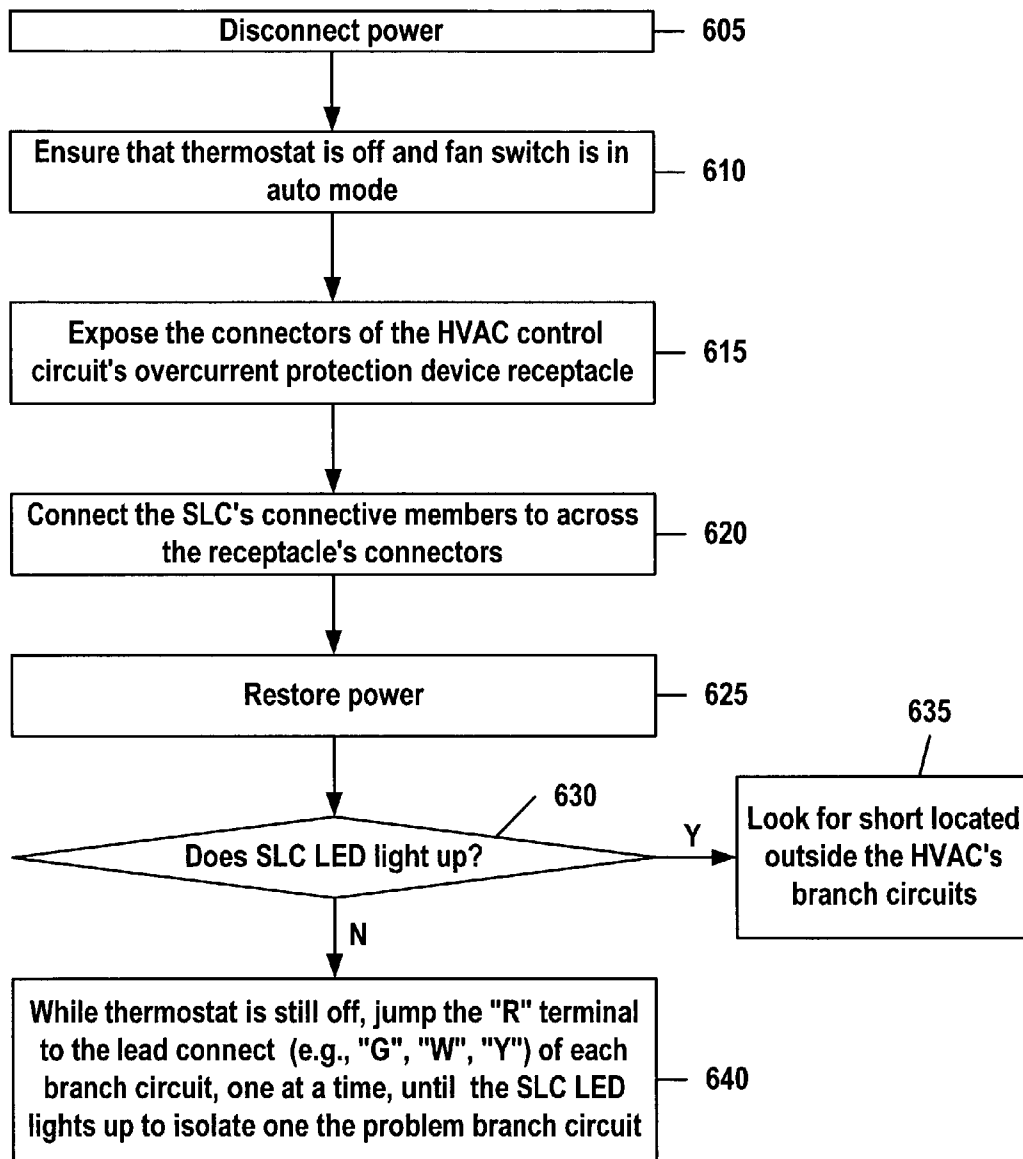 Disconnect power
605
Ensure that thermostat is off and fan switch is in
auto mode
610
Expose the connectors of the HVAC control
circuit's overcurrent protection device receptacle
615
Connect the SLC's connective members to across
the receptacle's connectors
620
Restore power
625
630
Does SLC LED light up?
Y
635
Look for short located
outside the HVAC's
branch circuits
N
While thermostat is still off, jump the "R" terminal
to the lead connect (e.g., "G", "W", "Y") of each
branch circuit, one at a time, until the SLC LED
lights up to isolate one the problem branch circuit
640